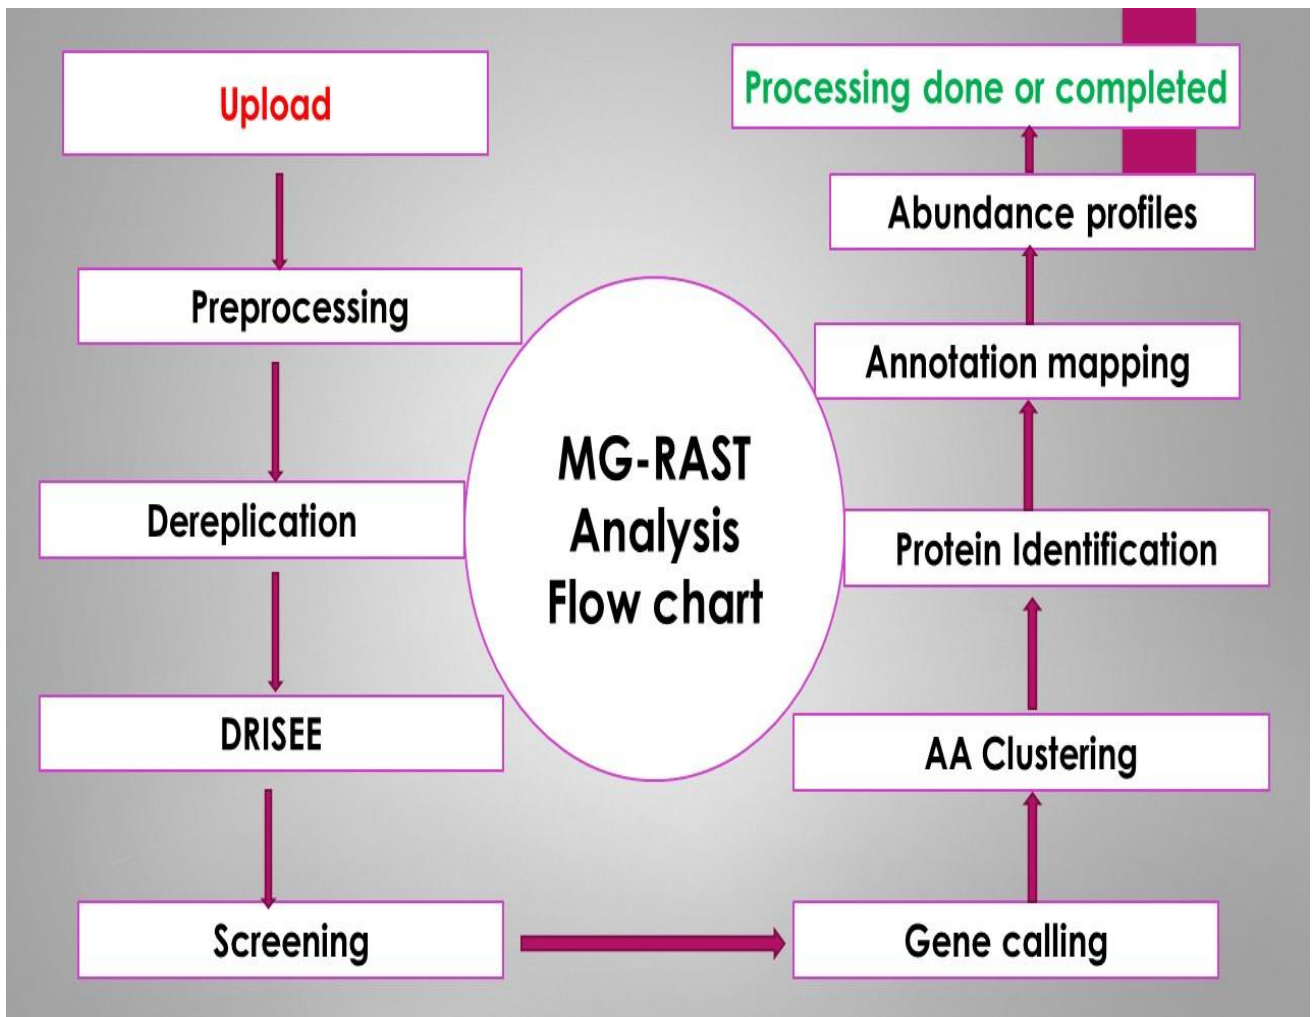 Upload
Preprocessing
Dereplication
DRISEE
Screening
MG-RAST
Analysis
Flow chart
Gene calling
AA Clustering
Protein Identification
Annotation mapping
Abundance profiles
Processing done or completed